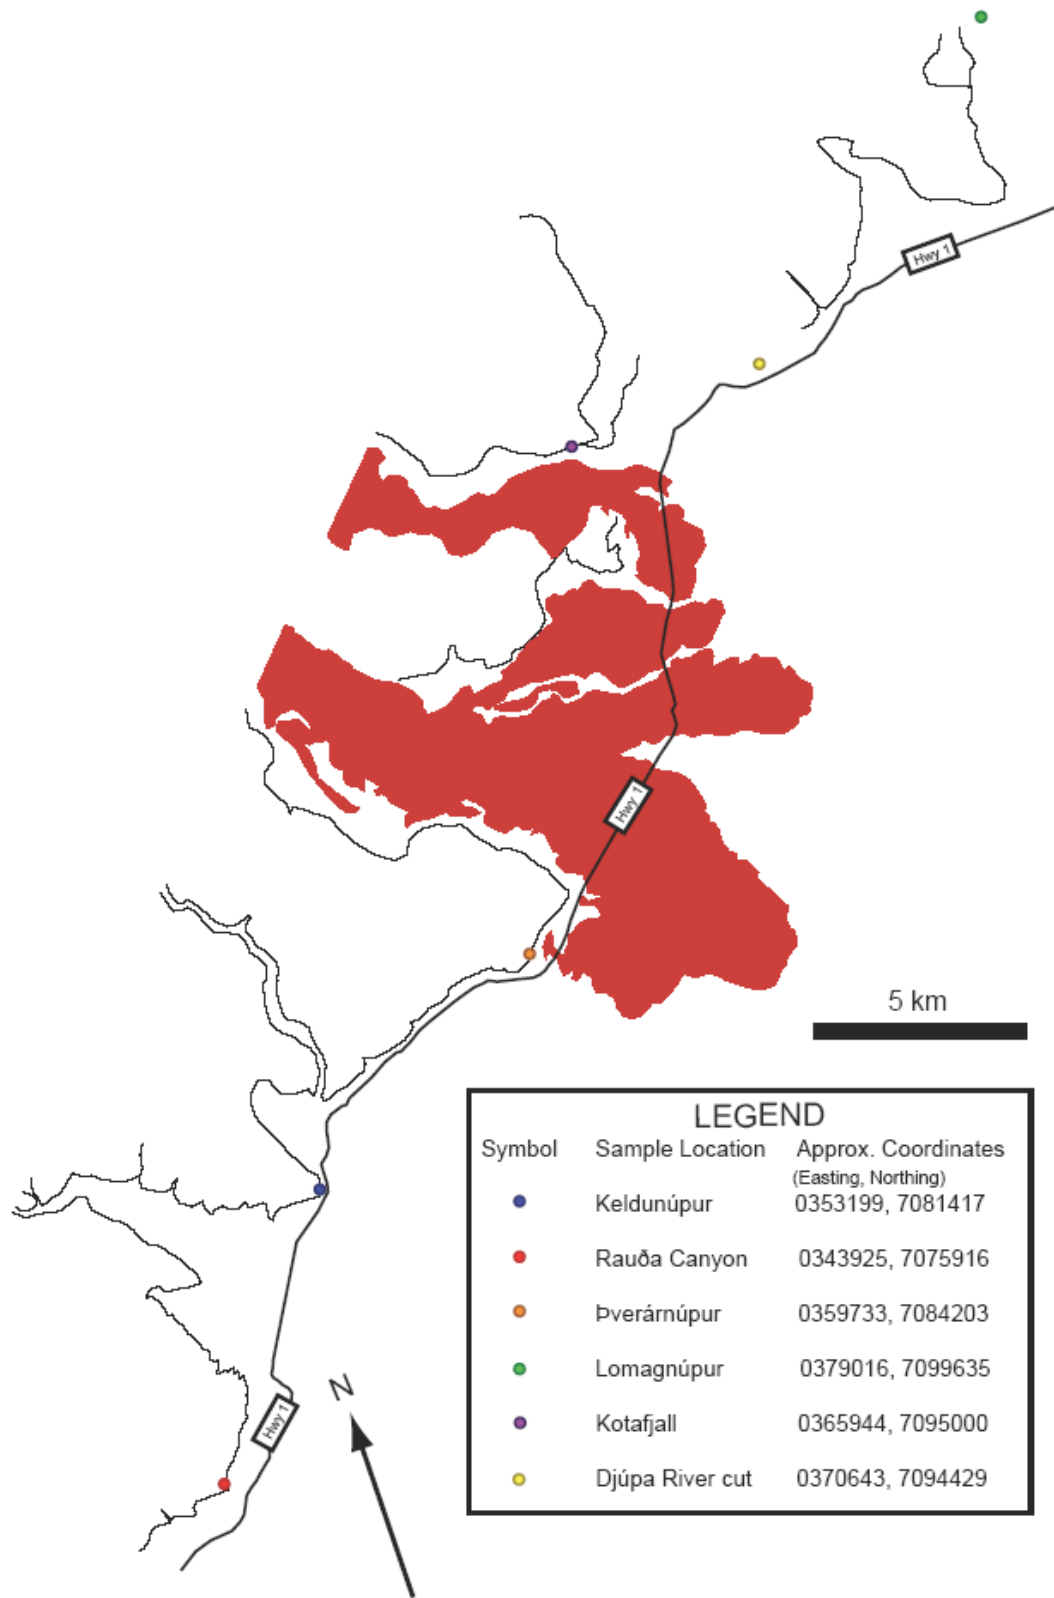 Hwy 1
Hwy 1
5 km
LEGEND
Symbol Sample Location Approx. Coordinates
(Easting, Northing)
Keldunúpur 0353199, 7081417
Rauða Canyon 0343925, 7075916
Þverárnúpur 0359733, 7084203
Lomagnúpur 0379016, 7099635
Kotafjall 0365944, 7095000
Djúpa River cut 0370643, 7094429
N
Hwy 1